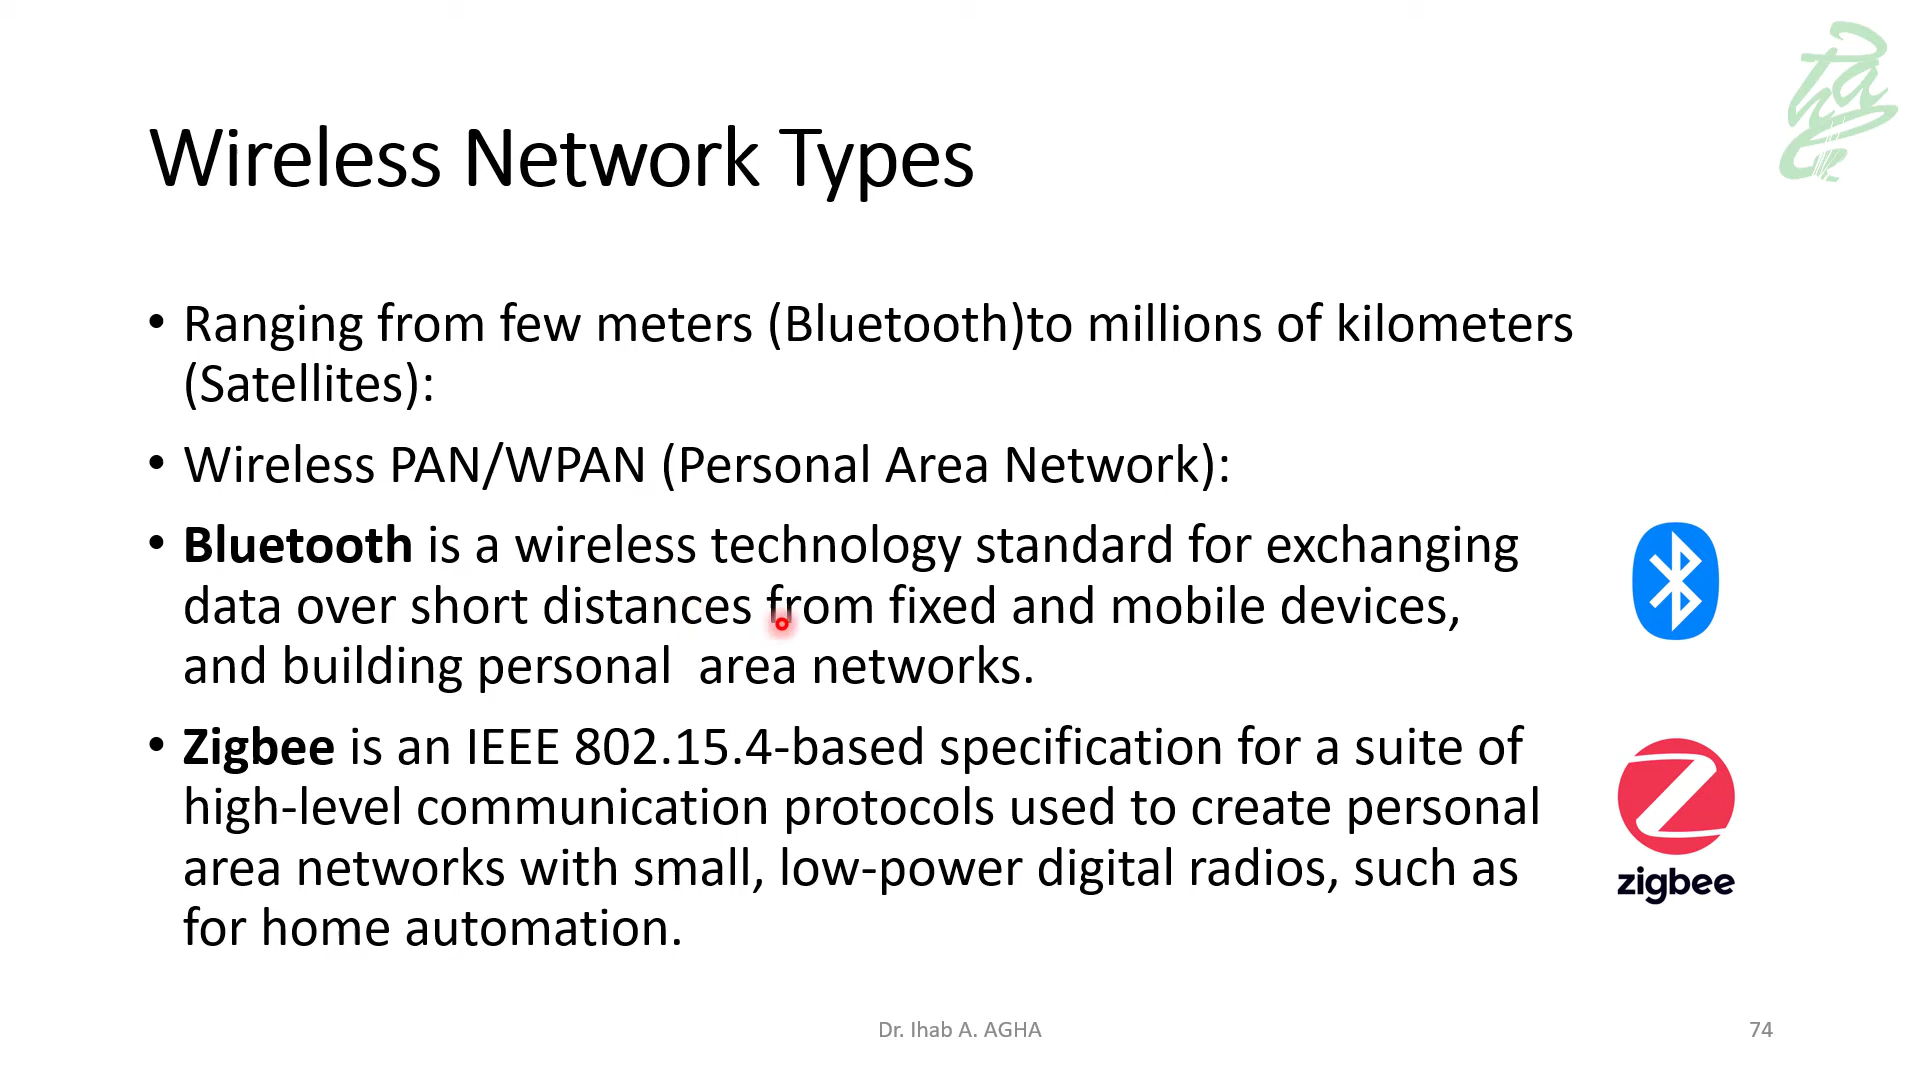 Wireless Network Types
• Ranging from few meters (Bluetooth)to millions of kilometers
(Satellites):
• Wireless PAN/WPAN (Personal Area Network):
• Bluetooth is a wireless technology standard for exchanging
data over short distances from fixed and mobile devices,
and building personal  area networks.
• Zigbee is an IEEE 802.15.4-based specification for a suite of
high-level communication protocols used to create personal
area networks with small, low-power digital radios, such as
for home automation.
zigbee
Dr. Ihab A. AGHA
74